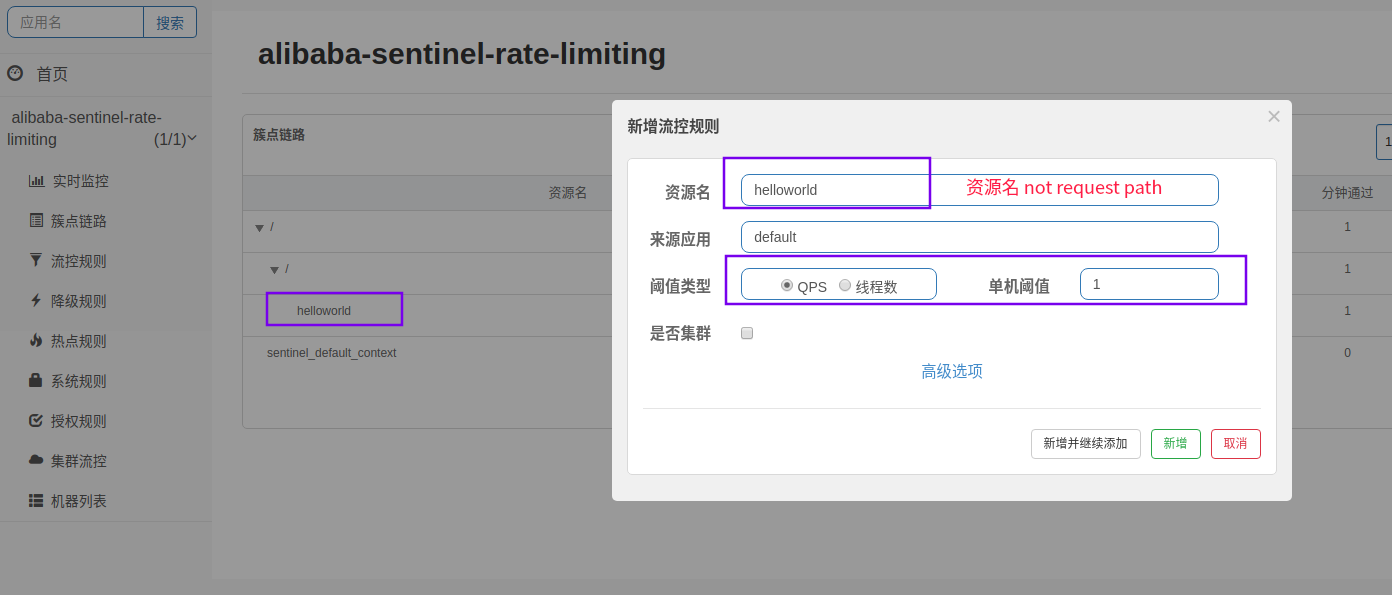 应用名 搜索
首页
alibaba-sentinel-rate-limiting (1/1)
实时监控
簇点链路
流控规则
降级规则
热点规则
系统规则
授权规则
集群流控
机器列表
alibaba-sentinel-rate-limiting
簇点链路
1
资源名 分钟通过
/ 1
/ 1
helloworld 1
sentinel_default_context 0
新增流控规则 ×
资源名 helloworld 资源名 not request path
来源应用 default
阈值类型 QPS 线程数 单机阈值 1
是否集群
高级选项
新增并继续添加 新增 取消